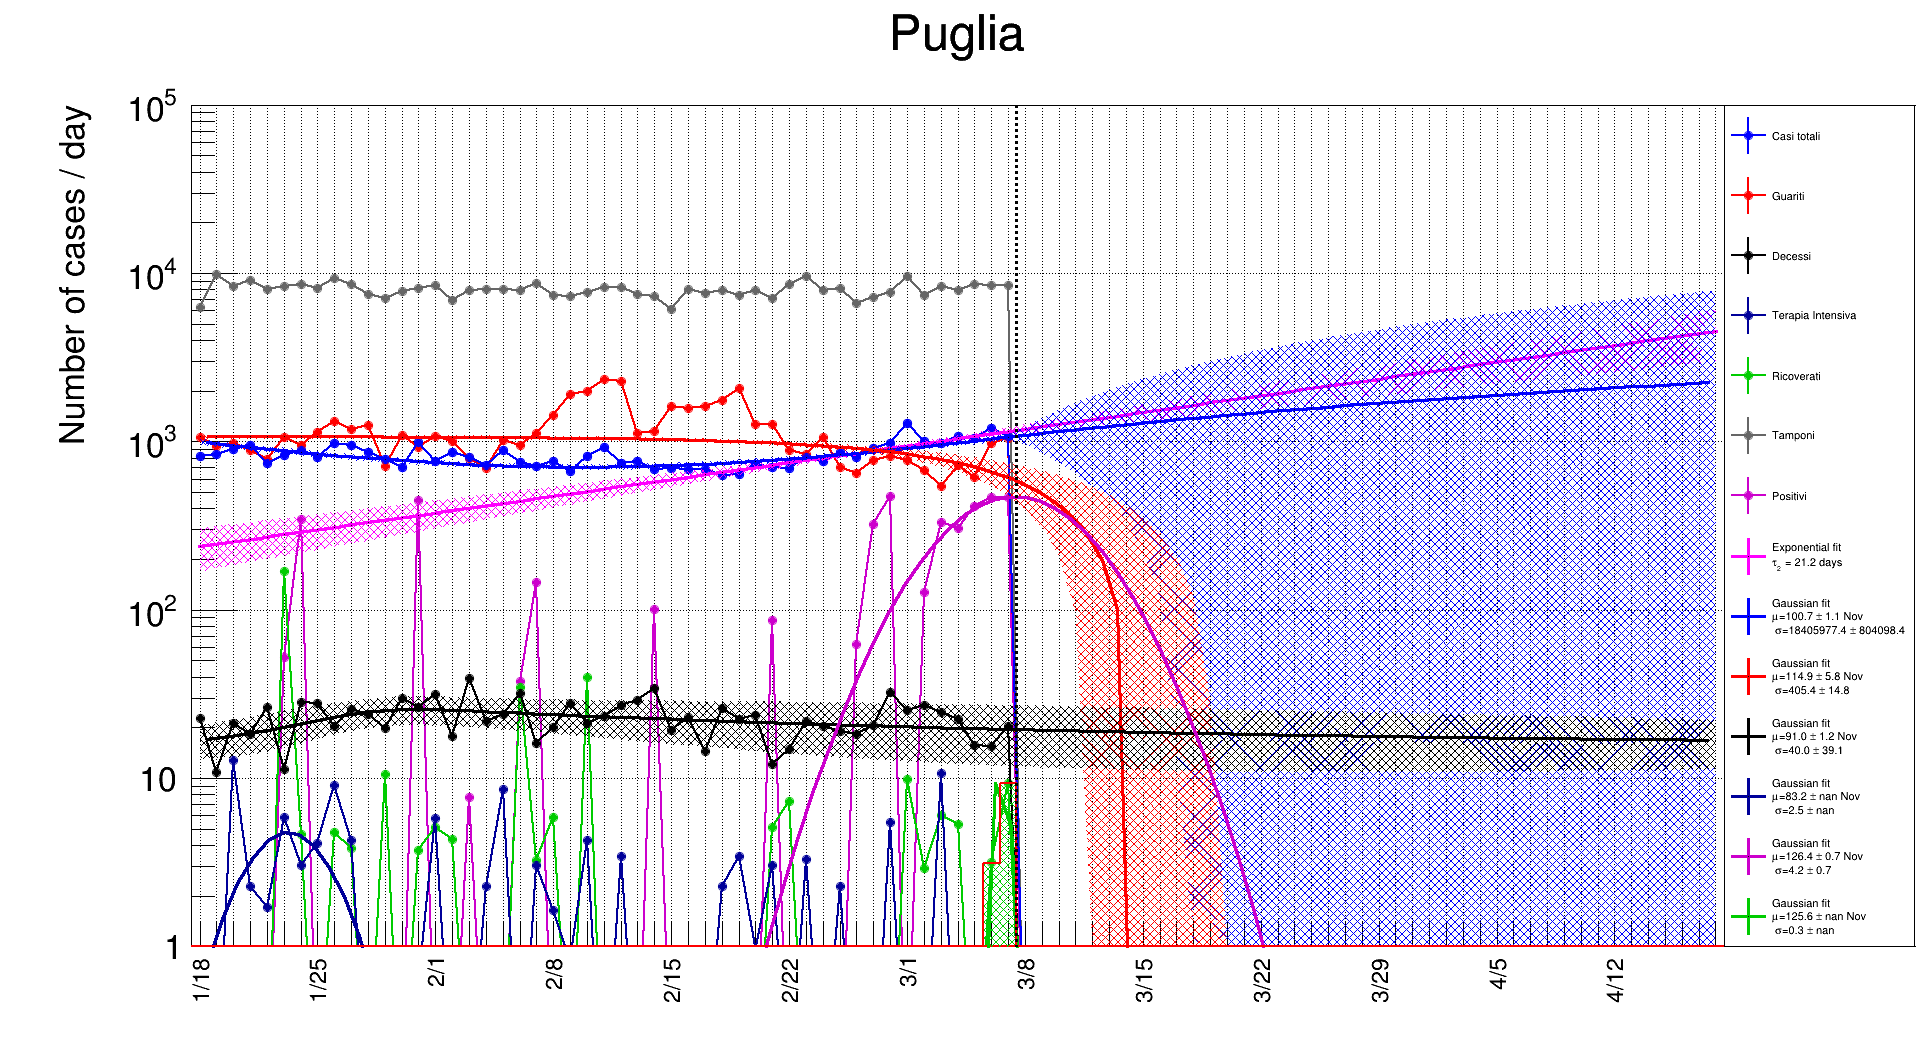 Puglia
Number of cases / day
10^5
10^4
10^3
10^2
10
1
1/18
1/25
2/1
2/8
2/15
2/22
3/1
3/8
3/15
3/22
3/29
4/5
4/12
Casi totali
Guariti
Decessi
Terapia Intensiva
Ricoverati
Tamponi
Positivi
Exponential fit
τ_2 = 21.2 days
Gaussian fit
μ=100.7 ± 1.1 Nov
σ=18405977.4 ± 804098.4
Gaussian fit
μ=114.9 ± 5.8 Nov
σ=405.4 ± 14.8
Gaussian fit
μ=91.0 ± 1.2 Nov
σ=40.0 ± 39.1
Gaussian fit
μ=83.2 ± nan Nov
σ=2.5 ± nan
Gaussian fit
μ=126.4 ± 0.7 Nov
σ=4.2 ± 0.7
Gaussian fit
μ=125.6 ± nan Nov
σ=0.3 ± nan